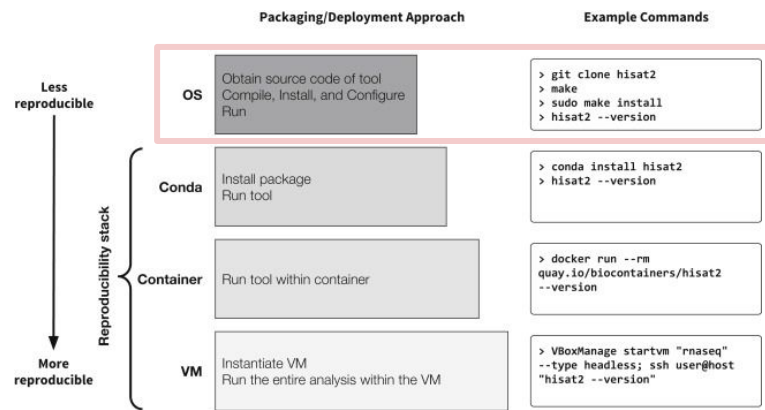 Packaging/Deployment Approach
Example Commands
Less
reproducible
OS
Obtain source code of tool
Compile, Install, and Configure
Run
> git clone hisat2
> make
> sudo make install
> hisat2 --version
Reproducibility stack
Conda
Install package
Run tool
> conda install hisat2
> hisat2 --version
Container
Run tool within container
> docker run --rm
quay.io/biocontainers/hisat2
--version
More
reproducible
VM
Instantiate VM
Run the entire analysis within the VM
> VBoxManage startvm "rnaseq"
--type headless; ssh user@host
"hisat2 --version"